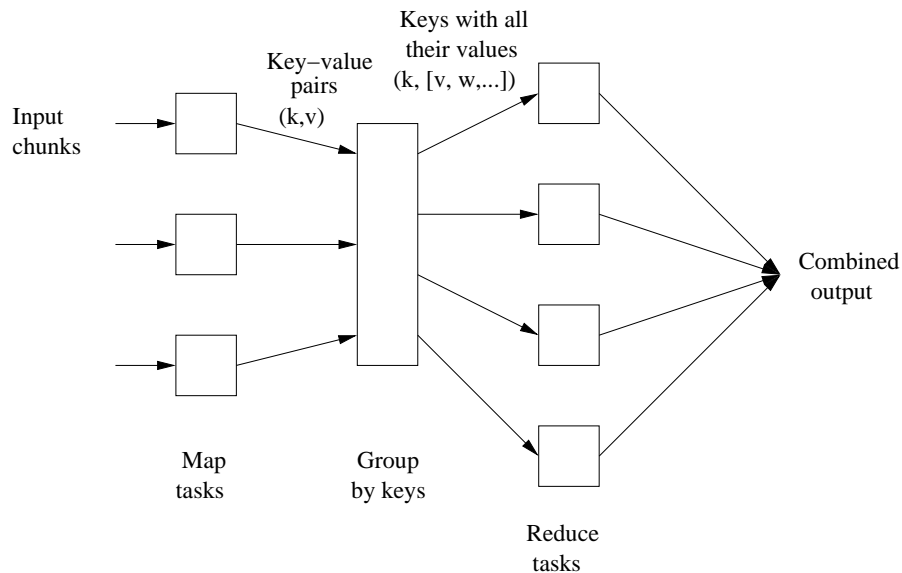 Keys with all
their values
(k, [v, w,...])
Key−value
pairs
(k,v)
Input
chunks
Combined
output
Map
tasks
Group
by keys
Reduce
tasks